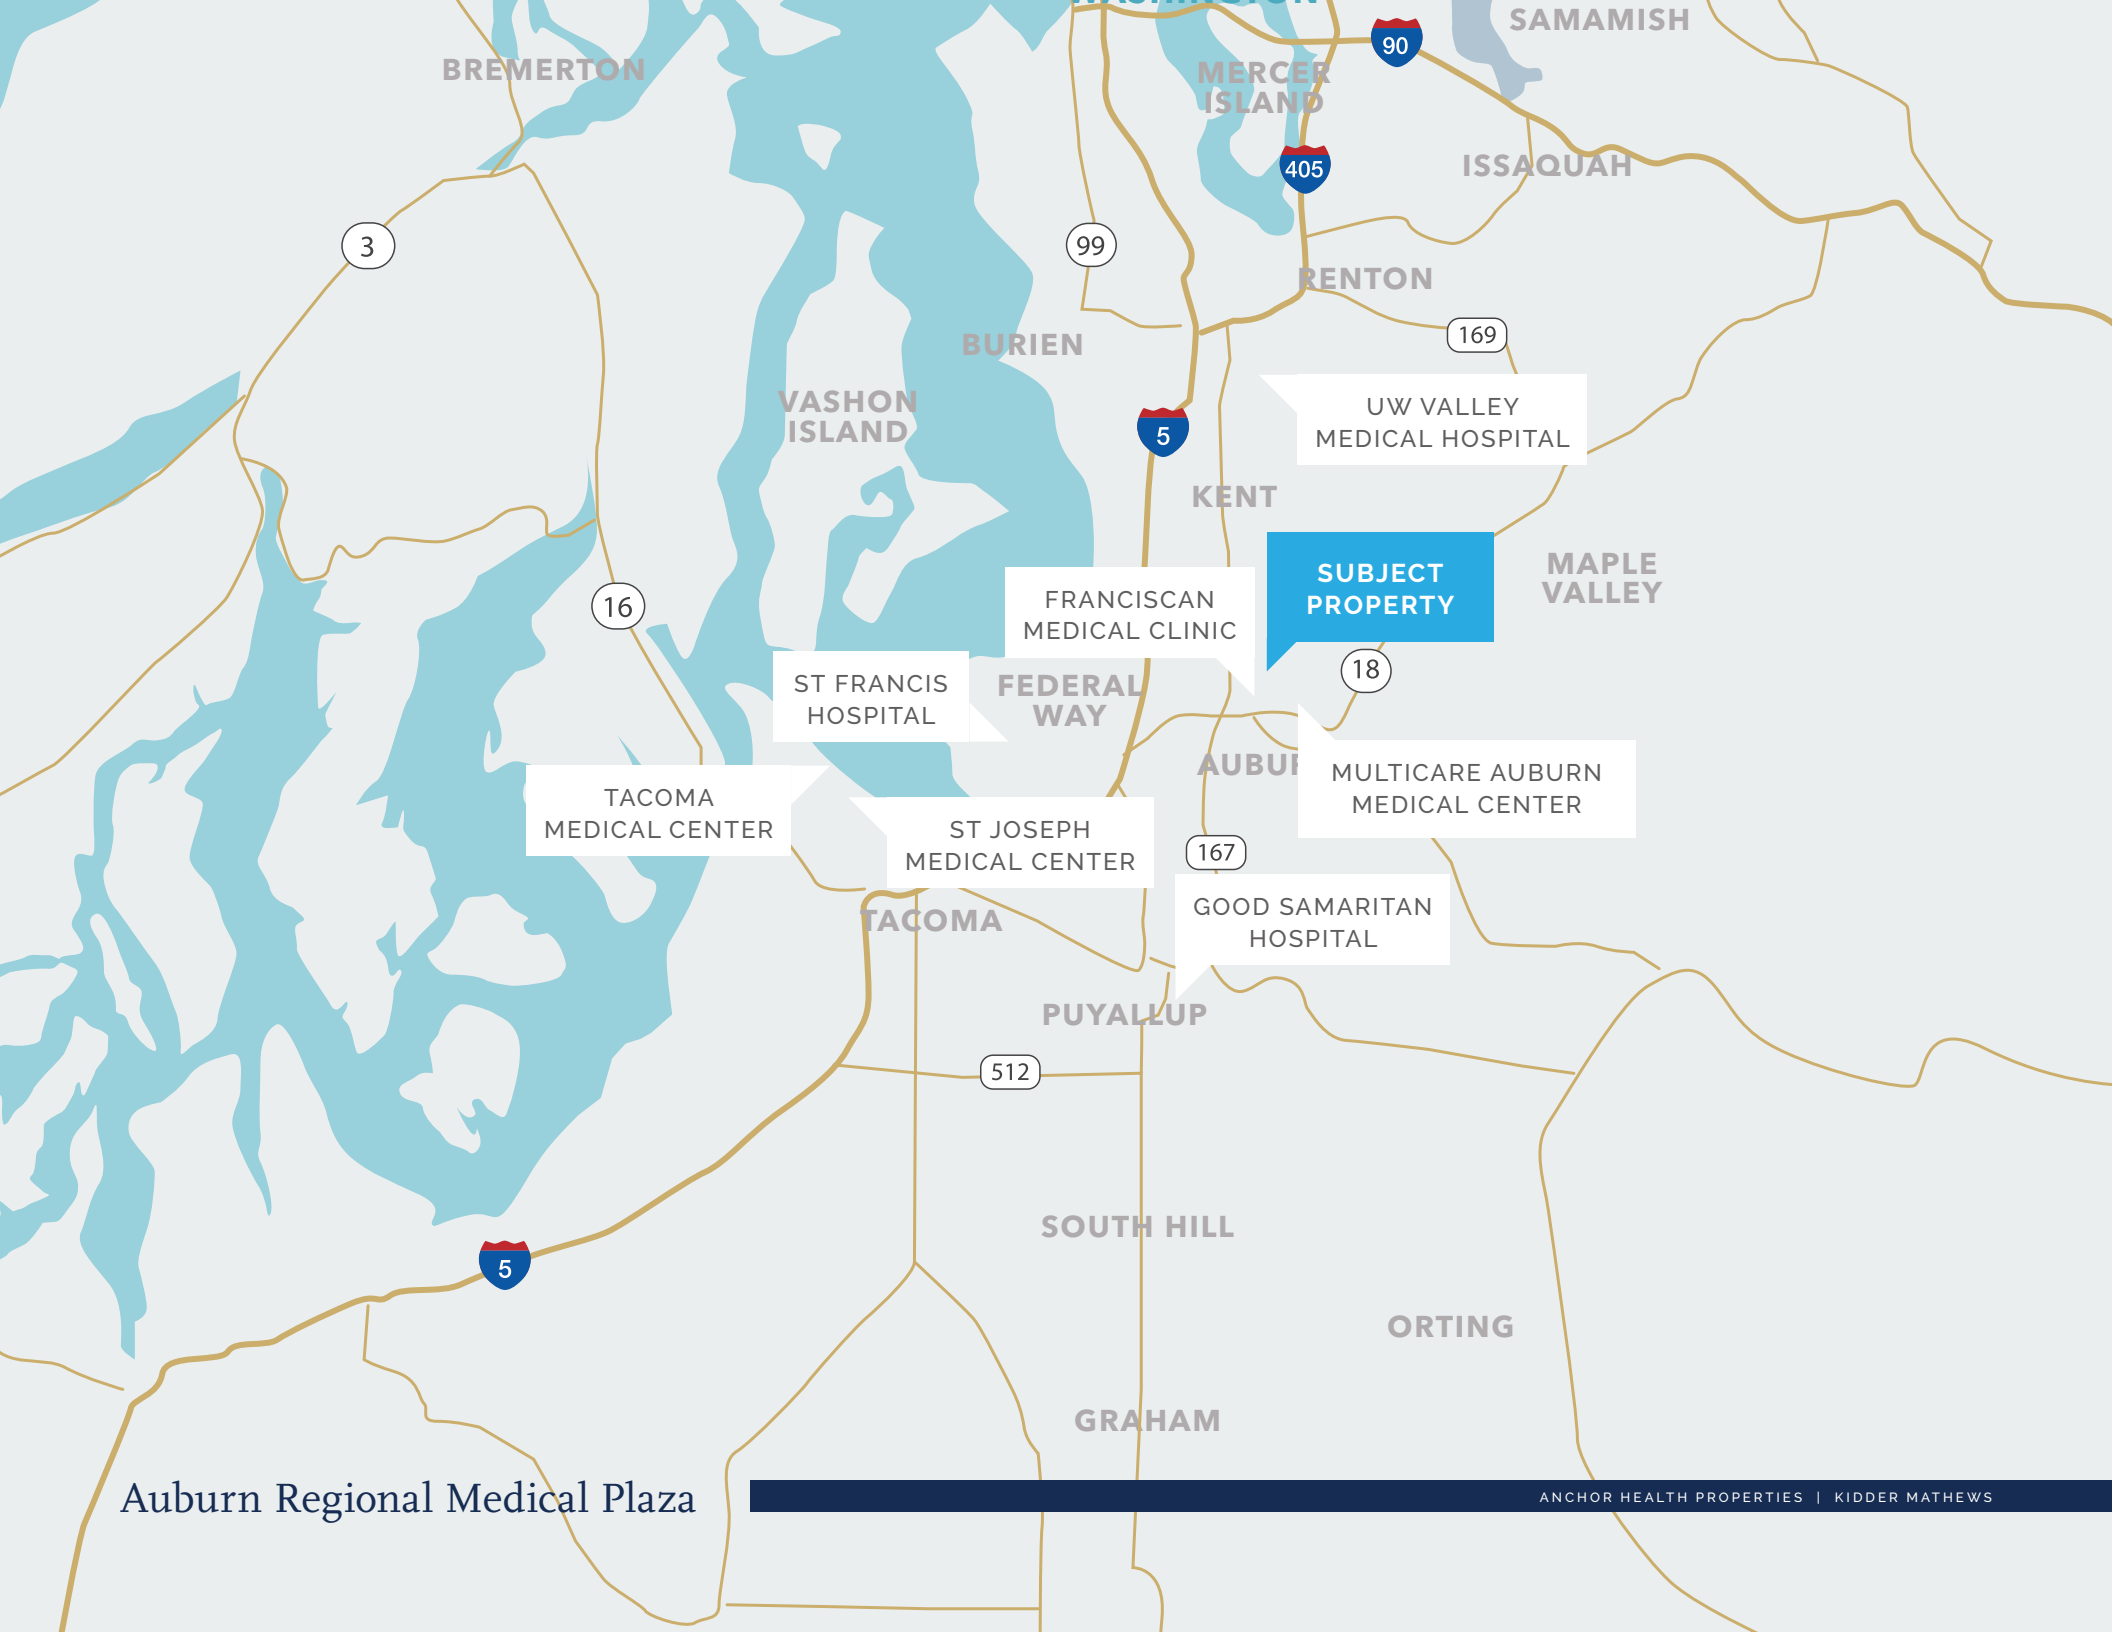 WASHINGTON
SAMAMISH
90
BREMERTON
MERCER
ISLAND
405
ISSAQUAH
3
99
RENTON
169
BURIEN
VASHON
ISLAND
UW VALLEY
MEDICAL HOSPITAL
5
KENT
SUBJECT
PROPERTY
MAPLE
VALLEY
16
FRANCISCAN
MEDICAL CLINIC
18
ST FRANCIS
HOSPITAL
FEDERAL
WAY
AUBUR
MULTICARE AUBURN
MEDICAL CENTER
TACOMA
MEDICAL CENTER
ST JOSEPH
MEDICAL CENTER
167
GOOD SAMARITAN
HOSPITAL
TACOMA
PUYALLUP
512
SOUTH HILL
5
ORTING
GRAHAM
Auburn Regional Medical Plaza
ANCHOR HEALTH PROPERTIES | KIDDER MATHEWS